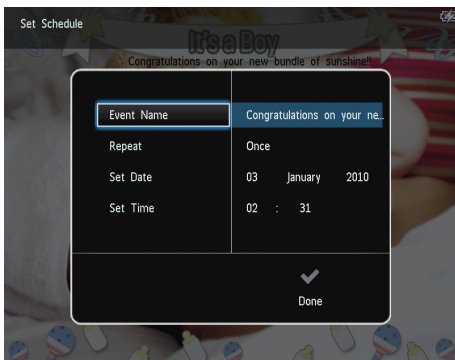 Set Schedule
It's a Boy
Congratulations on your new bundle of sunshine!!
Event Name Congratulations on your ne...
Repeat Once
Set Date 03 January 2010
Set Time 02 : 31
Done